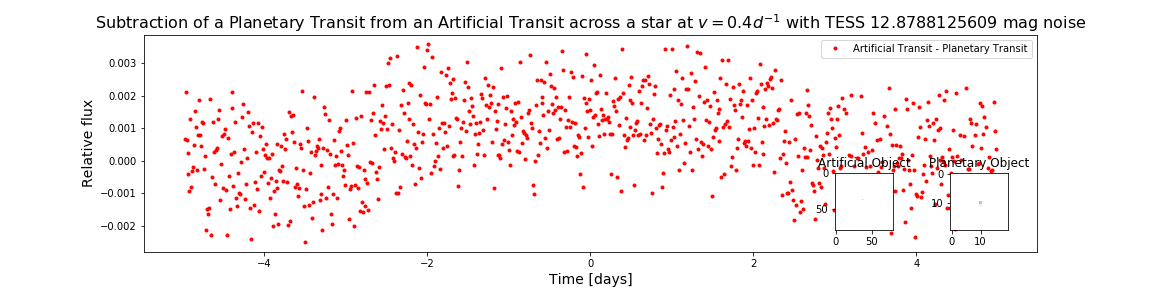 Subtraction of a Planetary Transit from an Artificial Transit across a star at v = 0.4d⁻¹ with TESS 12.8788125609 mag noise
Artificial Transit - Planetary Transit
Relative flux
0.003
0.002
0.001
0.000
−0.001
−0.002
Artificial Object
0
50
0 50
Planetary Object
0
10
0 10
−4 −2 0 2 4
Time [days]